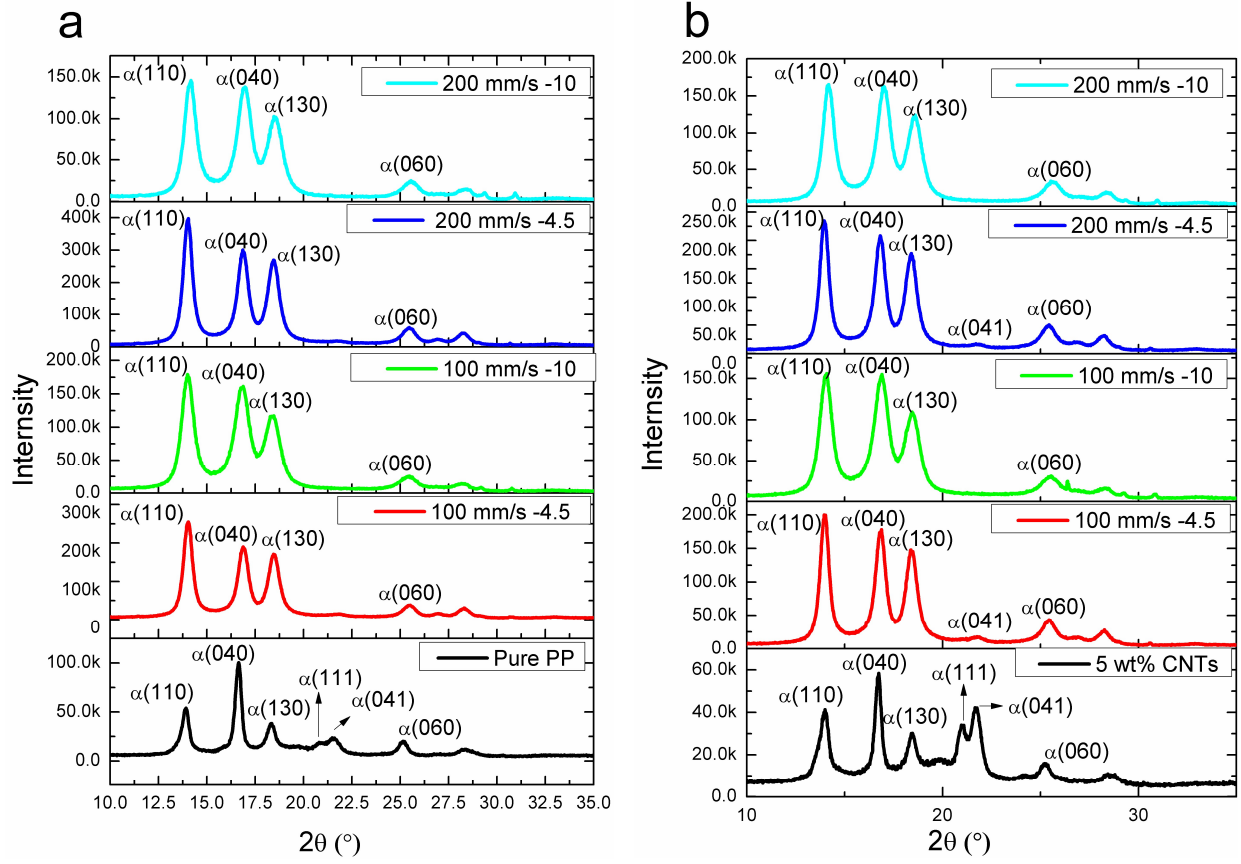 a
b
Internsity
150.0k
100.0k
50.0k
0.0
α(110)
α(040)
α(130)
α(060)
200 mm/s -10
400k
300k
200k
100k
0
α(110)
α(040)
α(130)
α(060)
200 mm/s -4.5
200.0k
150.0k
100.0k
50.0k
0.0
α(110)
α(040)
α(130)
α(060)
100 mm/s -10
300k
200k
100k
0
α(110)
α(040)
α(130)
α(060)
100 mm/s -4.5
100.0k
50.0k
0.0
α(110)
α(040)
α(130)
α(111)
α(041)
α(060)
Pure PP
10.0 12.5 15.0 17.5 20.0 22.5 25.0 27.5 30.0 32.5 35.0
2θ (°)
Internsity
200.0k
150.0k
100.0k
50.0k
0.0
α(110)
α(040)
α(130)
α(060)
200 mm/s -10
250.0k
200.0k
150.0k
100.0k
50.0k
0.0
α(110)
α(040)
α(130)
α(041)
α(060)
200 mm/s -4.5
150.0k
100.0k
50.0k
0.0
α(110)
α(040)
α(130)
α(060)
100 mm/s -10
200.0k
150.0k
100.0k
50.0k
0.0
α(110)
α(040)
α(130)
α(041)
α(060)
100 mm/s -4.5
60.0k
40.0k
20.0k
0.0
α(110)
α(040)
α(130)
α(111)
α(041)
α(060)
5 wt% CNTs
10 20 30
2θ (°)